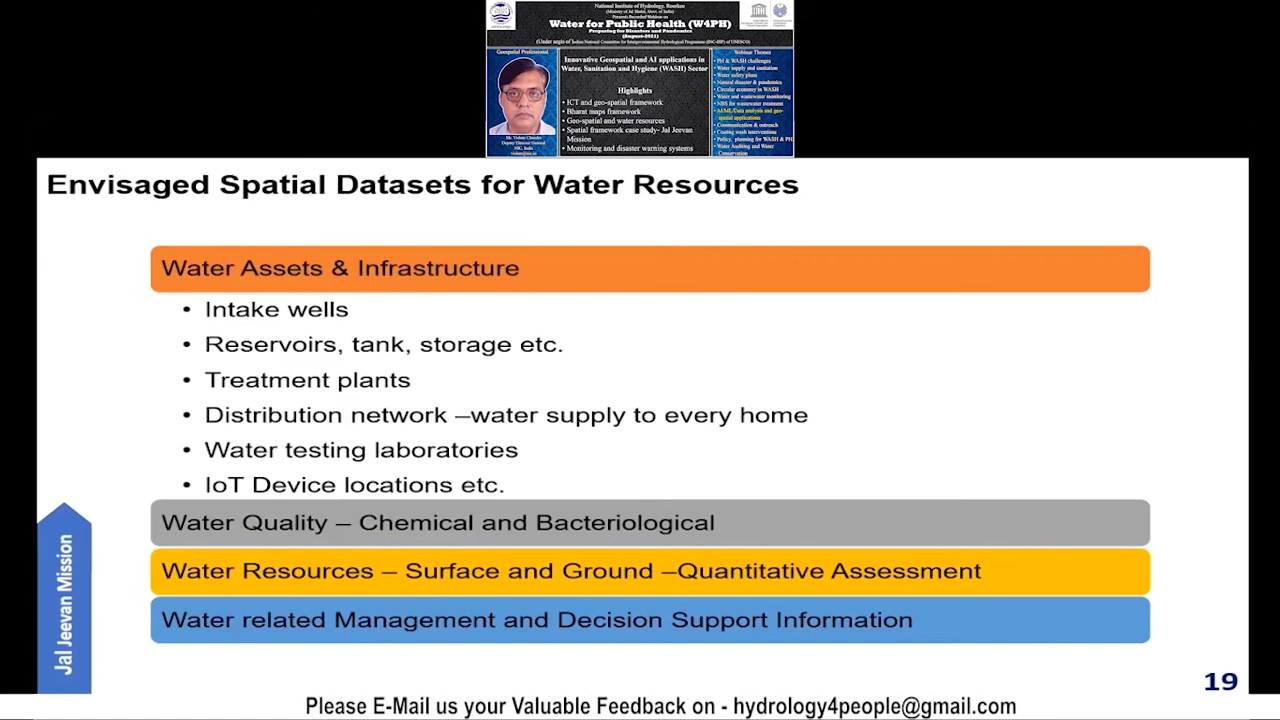 National Institute of Hydrology, Roorkee
(Ministry of Jal Shakti, Govt. of India)
Presents Recorded Webinar on
Water for Public Health (W4PH)
Preparing for Disasters and Pandemics
(August-2021)
(Under aegis of Indian National Committee for Intergovernmental Hydrological Programme (INC-IHP) of UNESCO)
Geospatial Professional
Mr. Vishnu Chandra
Deputy Director General
NIC, India
Innovative Geospatial and AI applications in
Water, Sanitation and Hygiene (WASH) Sector
Highlights
• ICT and geo-spatial framework
• Bharat maps framework
• Geo-spatial and water resources
• Spatial framework case study- Jal Jeevan
Mission
• Monitoring and disaster warning systems
Webinar Themes
• PH & WASH challenges
• Water supply and sanitation
• Water safety plans
• Natural disaster & pandemics
• Circular economy in WASH
• Water and wastewater monitoring
• NBS for wastewater treatment
• AI/ML/Data analysis and geo-
spatial applications
• Communication & outreach
• Costing wash interventions
• Policy, planning for WASH & PH
• Water Auditing and Water
Conservation
Envisaged Spatial Datasets for Water Resources
Water Assets & Infrastructure
• Intake wells
• Reservoirs, tank, storage etc.
• Treatment plants
• Distribution network –water supply to every home
• Water testing laboratories
• IoT Device locations etc.
Water Quality – Chemical and Bacteriological
Water Resources – Surface and Ground –Quantitative Assessment
Water related Management and Decision Support Information
Jal Jeevan Mission
19
Please E-Mail us your Valuable Feedback on - hydrology4people@gmail.com